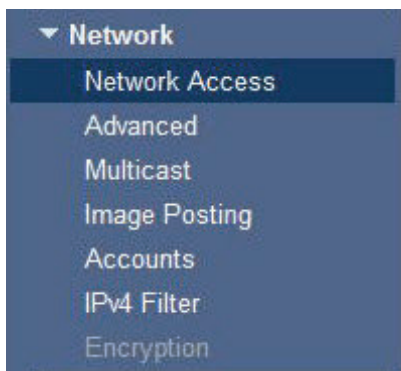 Network
Network Access
Advanced
Multicast
Image Posting
Accounts
IPv4 Filter
Encryption